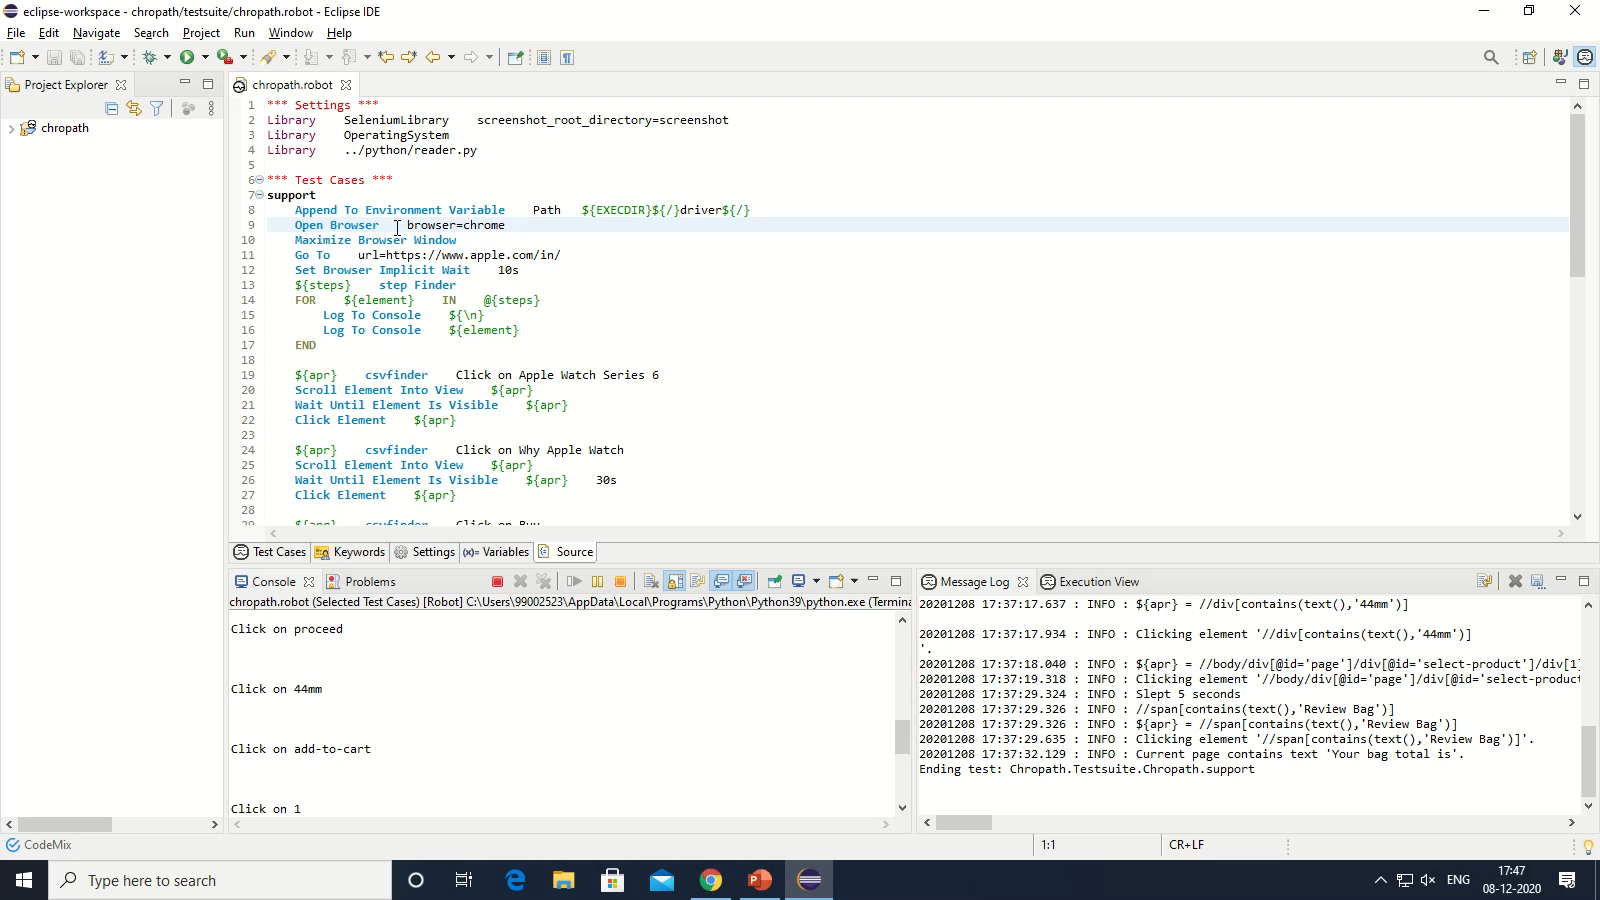 eclipse-workspace - chropath/testsuite/chropath.robot - Eclipse IDE
File Edit Navigate Search Project Run Window Help
Project Explorer
chropath
chropath.robot
1 *** Settings ***
2 Library SeleniumLibrary screenshot_root_directory=screenshot
3 Library OperatingSystem
4 Library ../python/reader.py
5
6 *** Test Cases ***
7 support
8 Append To Environment Variable Path ${EXECDIR}${/}driver${/}
9 Open Browser browser=chrome
10 Maximize Browser Window
11 Go To url=https://www.apple.com/in/
12 Set Browser Implicit Wait 10s
13 ${steps} step Finder
14 FOR ${element} IN @{steps}
15 Log To Console ${\n}
16 Log To Console ${element}
17 END
18
19 ${apr} csvfinder Click on Apple Watch Series 6
20 Scroll Element Into View ${apr}
21 Wait Until Element Is Visible ${apr}
22 Click Element ${apr}
23
24 ${apr} csvfinder Click on Why Apple Watch
25 Scroll Element Into View ${apr}
26 Wait Until Element Is Visible ${apr} 30s
27 Click Element ${apr}
28
29 ${apr} csvfinder Click on Buy
Test Cases Keywords Settings (x)= Variables Source
Console Problems
chropath.robot (Selected Test Cases) [Robot] C:\Users\99002523\AppData\Local\Programs\Python\Python39\python.exe (Termina
Click on proceed
Click on 44mm
Click on add-to-cart
Click on 1
Message Log Execution View
20201208 17:37:17.637 : INFO : ${apr} = //div[contains(text(),'44mm')]
20201208 17:37:17.934 : INFO : Clicking element '//div[contains(text(),'44mm')]
'.
20201208 17:37:18.040 : INFO : ${apr} = //body/div[@id='page']/div[@id='select-product']/div[1]
20201208 17:37:19.318 : INFO : Clicking element '//body/div[@id='page']/div[@id='select-product
20201208 17:37:29.324 : INFO : Slept 5 seconds
20201208 17:37:29.326 : INFO : //span[contains(text(),'Review Bag')]
20201208 17:37:29.326 : INFO : ${apr} = //span[contains(text(),'Review Bag')]
20201208 17:37:29.635 : INFO : Clicking element '//span[contains(text(),'Review Bag')]'.
20201208 17:37:32.129 : INFO : Current page contains text 'Your bag total is'.
Ending test: Chropath.Testsuite.Chropath.support
CodeMix
1:1
CR+LF
Type here to search
ENG
17:47
08-12-2020